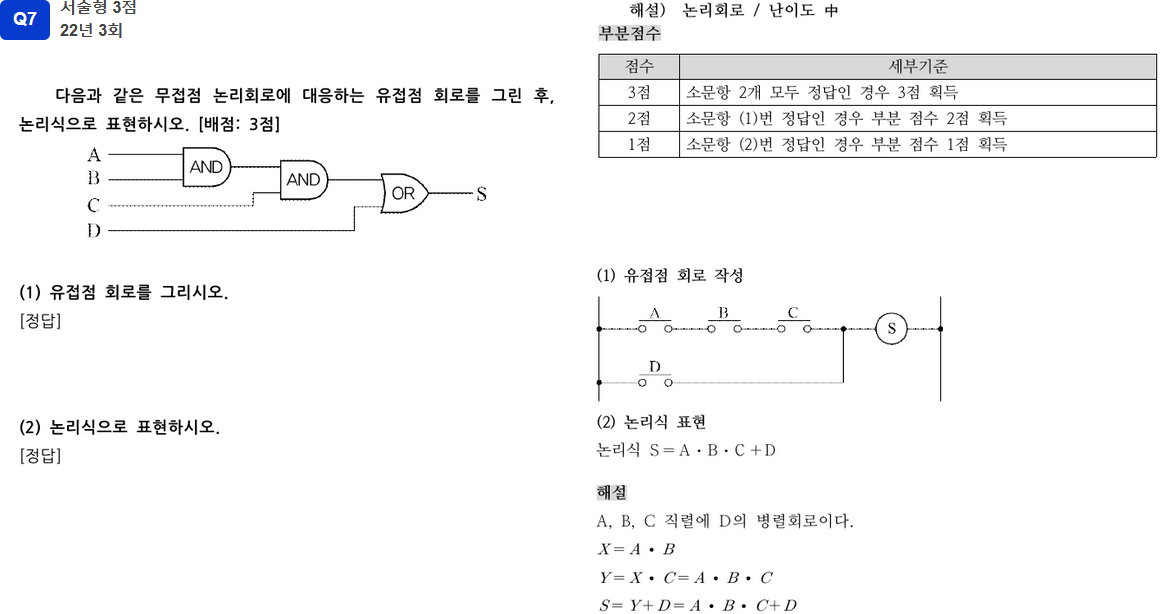 Q7
서술형 3점
22년 3회
다음과 같은 무접점 논리회로에 대응하는 유접점 회로를 그린 후,
논리식으로 표현하시오. [배점: 3점]
A
B
C
D
AND
AND
OR
S
(1) 유접점 회로를 그리시오.
[정답]
(2) 논리식으로 표현하시오.
[정답]
해설) 논리회로 / 난이도 中
부분점수
점수 세부기준
3점 소문항 2개 모두 정답인 경우 3점 획득
2점 소문항 (1)번 정답인 경우 부분 점수 2점 획득
1점 소문항 (2)번 정답인 경우 부분 점수 1점 획득
(1) 유접점 회로 작성
A B C
S
D
(2) 논리식 표현
논리식 S=A·B·C+D
해설
A, B, C 직렬에 D의 병렬회로이다.
X= A • B
Y= X • C= A • B • C
S= Y+D= A • B • C+D